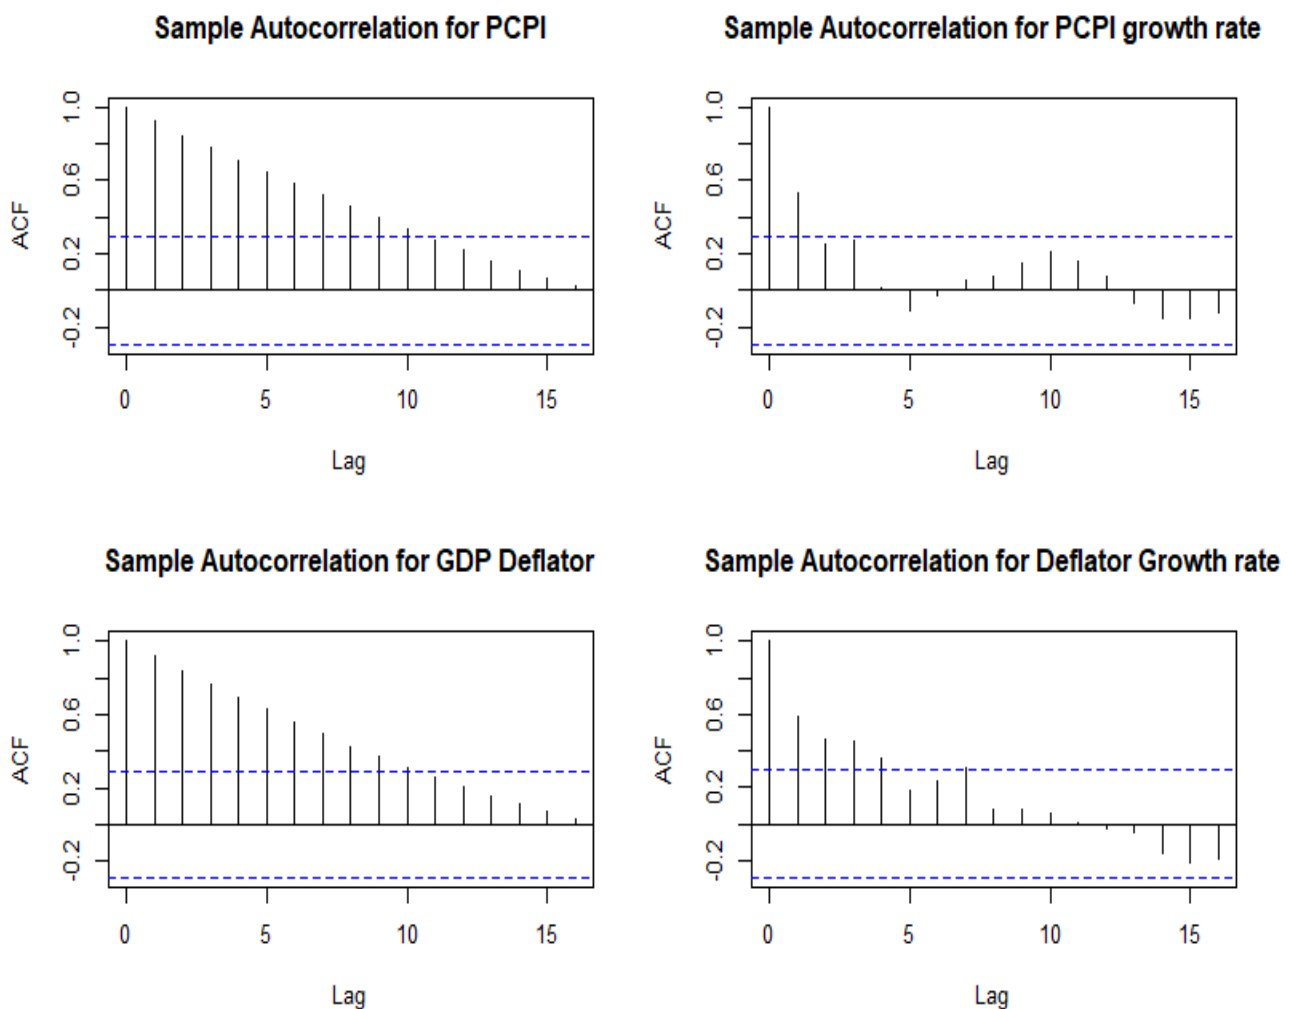 Sample Autocorrelation for PCPI
ACF
1.0
0.6
0.2
-0.2
0 5 10 15
Lag
Sample Autocorrelation for PCPI growth rate
ACF
1.0
0.6
0.2
-0.2
0 5 10 15
Lag
Sample Autocorrelation for GDP Deflator
ACF
1.0
0.6
0.2
-0.2
0 5 10 15
Lag
Sample Autocorrelation for Deflator Growth rate
ACF
1.0
0.6
0.2
-0.2
0 5 10 15
Lag